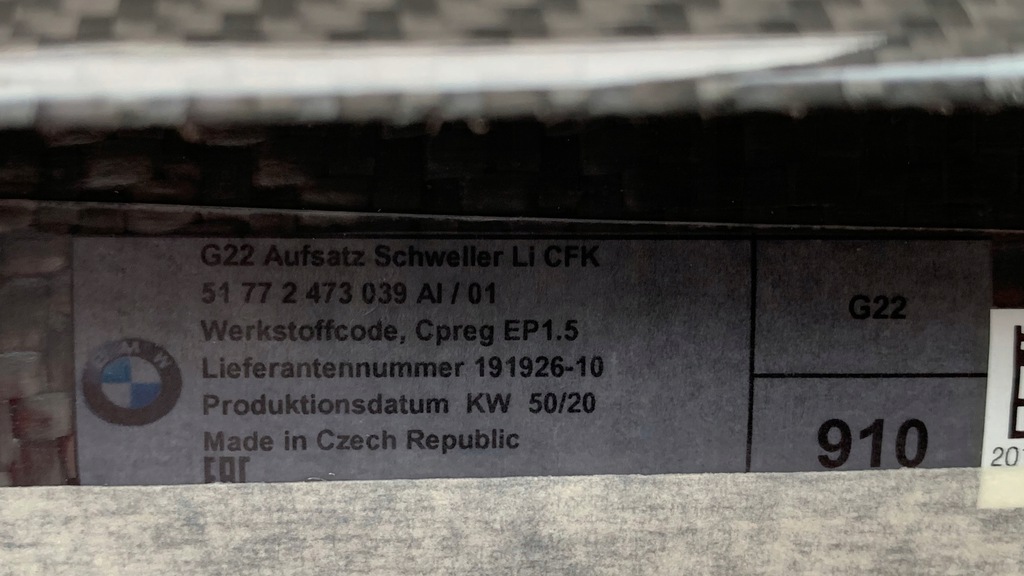 G22 Aufsatz Schweller Li CFK
51 77 2 473 039 AI / 01
Werkstoffcode, Cpreg EP1.5
Lieferantennummer 191926-10
Produktionsdatum KW 50/20
Made in Czech Republic
EAC
BMW
G22
910